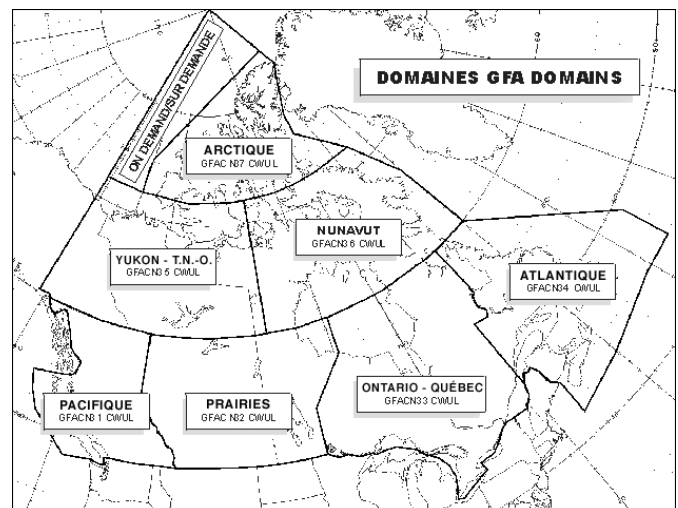 DOMAINES GFA DOMAINS
ON DEMAND/SUR DEMANDE
ARCTIQUE
GFACN37 CWUL
NUNAVUT
GFACN36 CWUL
YUKON - T.N.-O.
GFACN35 CWUL
ATLANTIQUE
GFACN34 CWUL
ONTARIO - QUÉBEC
GFACN33 CWUL
PACIFIQUE
GFACN31 CWUL
PRAIRIES
GFACN32 CWUL